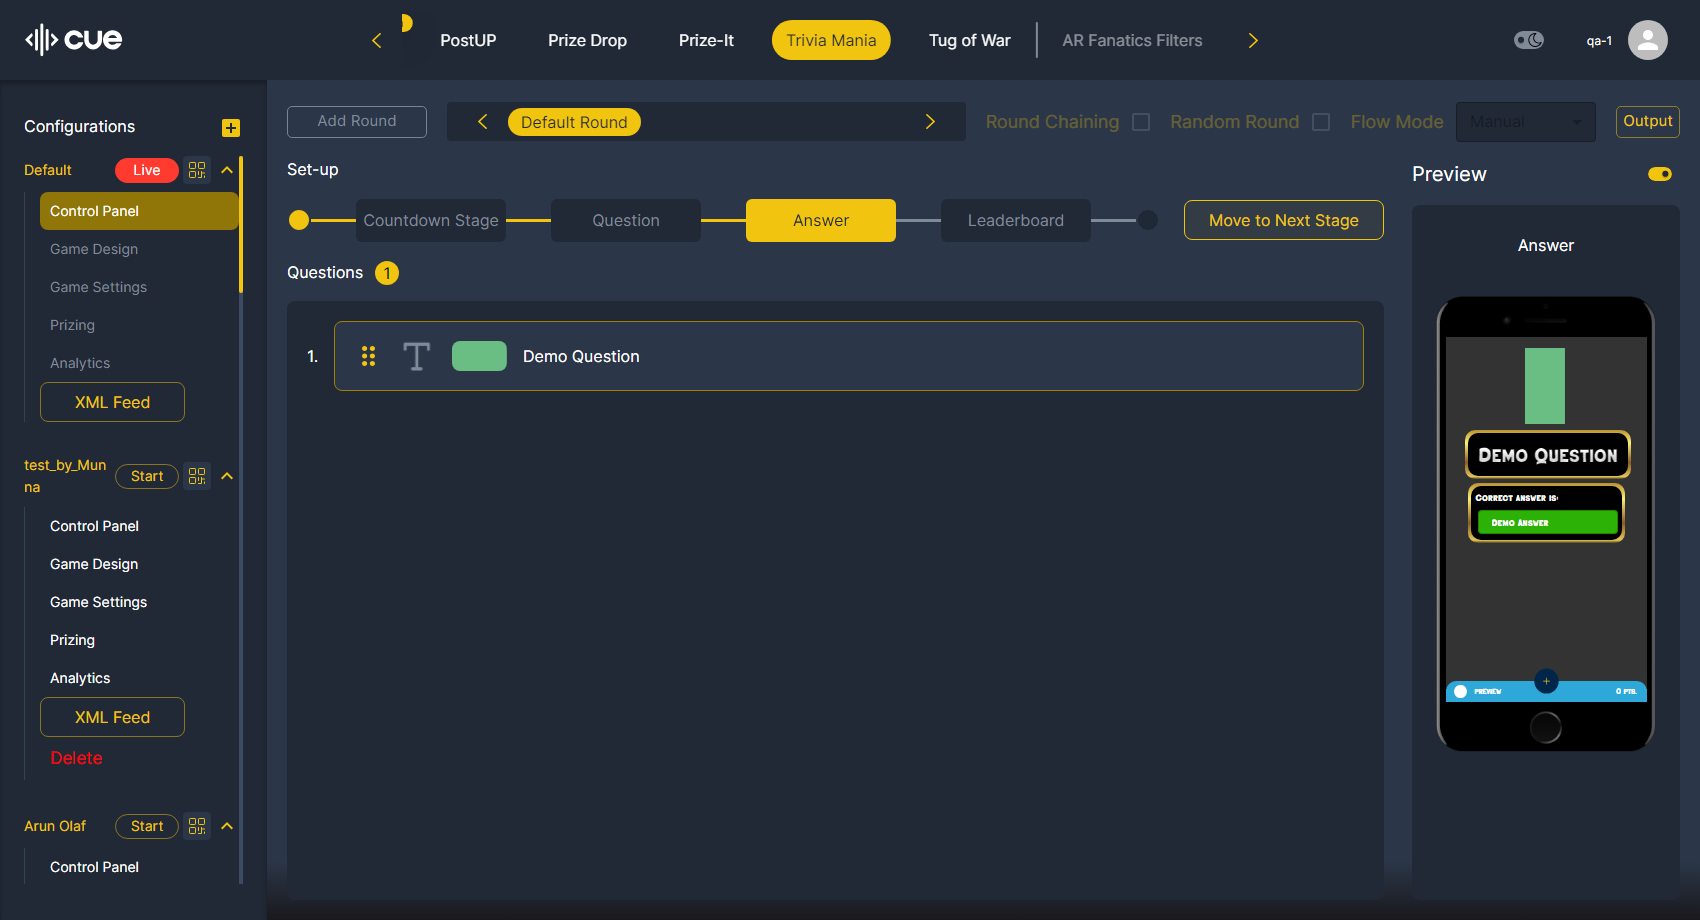 cue
PostUP
Prize Drop
Prize-It
Trivia Mania
Tug of War
AR Fanatics Filters
qa-1
Configurations
Default
Live
Control Panel
Game Design
Game Settings
Prizing
Analytics
XML Feed
test_by_Mun
na
Start
Control Panel
Game Design
Game Settings
Prizing
Analytics
XML Feed
Delete
Arun Olaf
Start
Control Panel
Add Round
Default Round
Round Chaining
Random Round
Flow Mode
Manual
Output
Set-up
Countdown Stage
Question
Answer
Leaderboard
Move to Next Stage
Questions 1
1.
Demo Question
Preview
Answer
Demo Question
Correct answer is:
Demo Answer
Preview
0 pts.